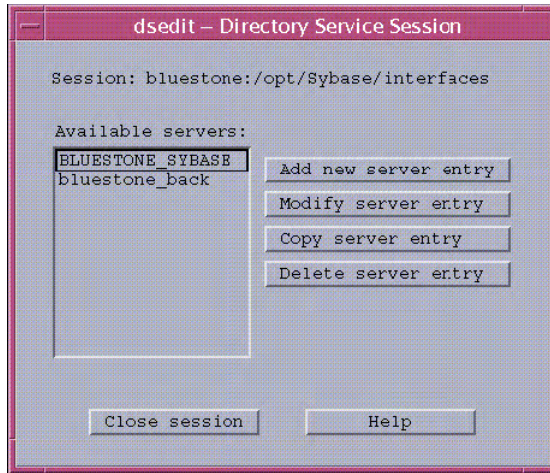 dsedit – Directory Service Session
Session: bluestone:/opt/Sybase/interfaces
Available servers:
BLUESTONE_SYBASE
bluestone_back
Add new server entry
Modify server entry
Copy server entry
Delete server entry
Close session
Help